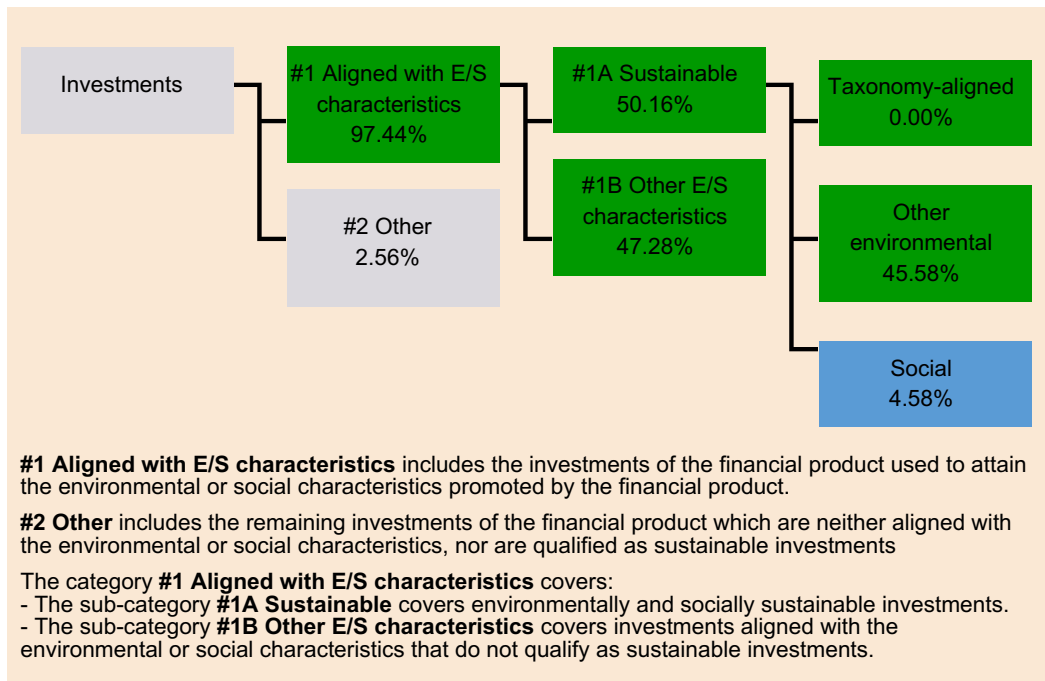 Investments
#1 Aligned with E/S
characteristics
97.44%
#2 Other
2.56%
#1A Sustainable
50.16%
#1B Other E/S
characteristics
47.28%
Taxonomy-aligned
0.00%
Other
environmental
45.58%
Social
4.58%
#1 Aligned with E/S characteristics includes the investments of the financial product used to attain
the environmental or social characteristics promoted by the financial product.
#2 Other includes the remaining investments of the financial product which are neither aligned with
the environmental or social characteristics, nor are qualified as sustainable investments
The category #1 Aligned with E/S characteristics covers:
- The sub-category #1A Sustainable covers environmentally and socially sustainable investments.
- The sub-category #1B Other E/S characteristics covers investments aligned with the
environmental or social characteristics that do not qualify as sustainable investments.